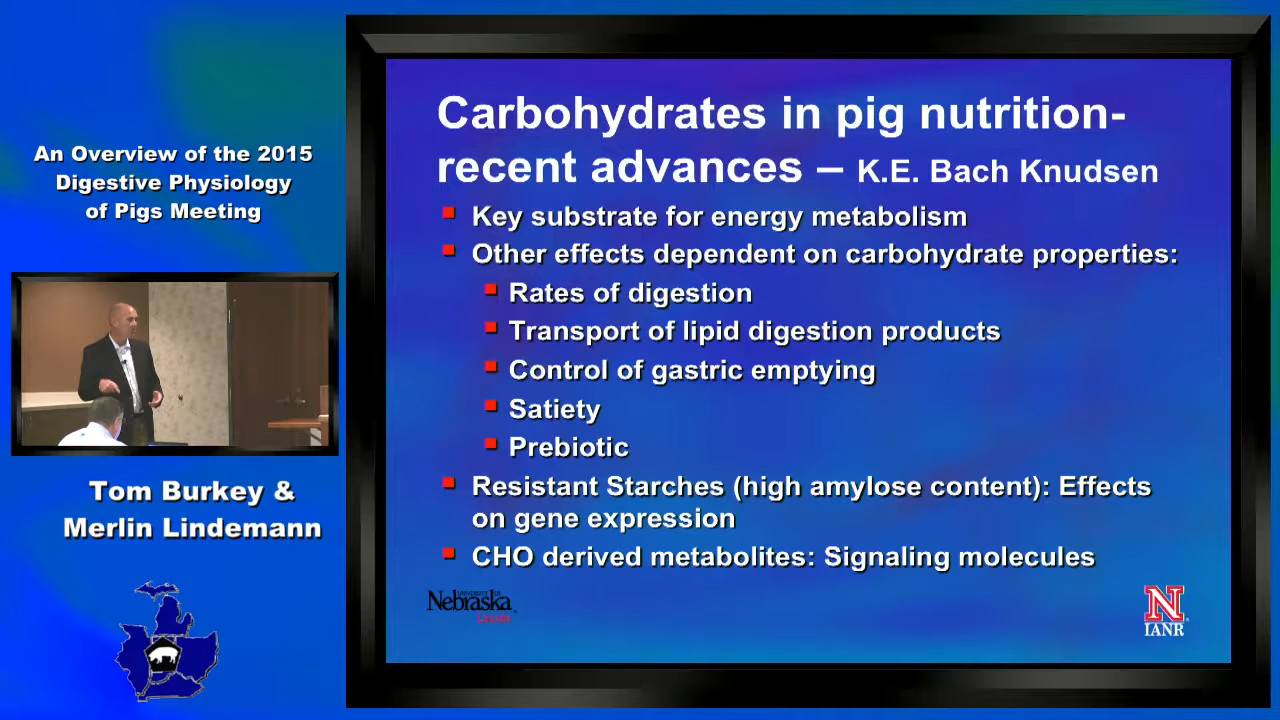 An Overview of the 2015
Digestive Physiology
of Pigs Meeting
Tom Burkey &
Merlin Lindemann
Carbohydrates in pig nutrition-
recent advances – K.E. Bach Knudsen
Key substrate for energy metabolism
Other effects dependent on carbohydrate properties:
Rates of digestion
Transport of lipid digestion products
Control of gastric emptying
Satiety
Prebiotic
Resistant Starches (high amylose content): Effects
on gene expression
CHO derived metabolites: Signaling molecules
UNIVERSITY OF
Nebraska
Lincoln
N
IANR